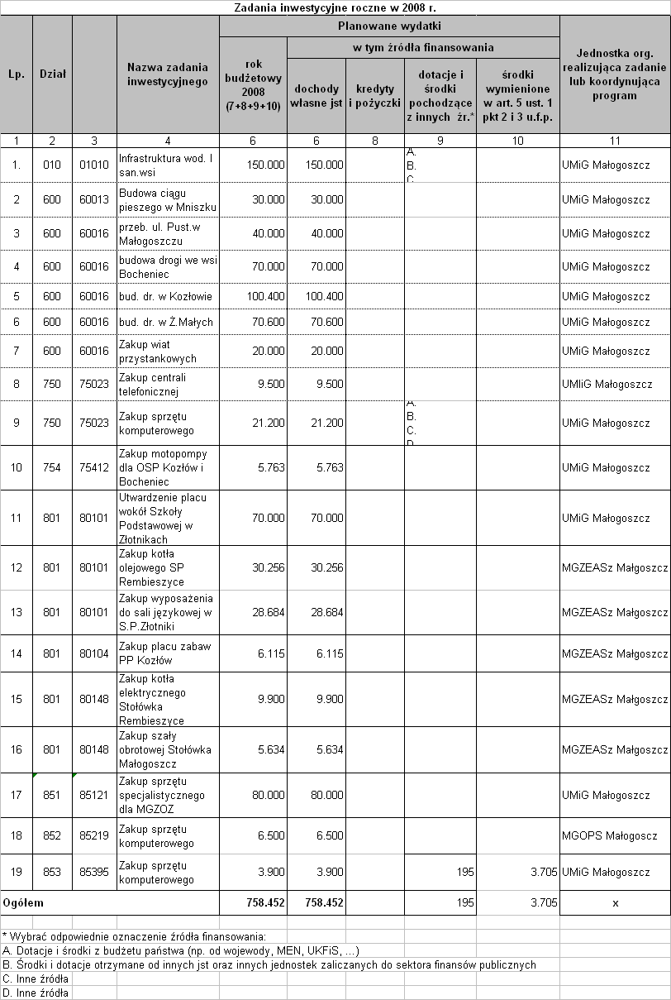 Zadania inwestycyjne roczne w 2008 r.
Planowane wydatki
w tym źródła finansowania
Lp.
Dział
Nazwa zadania
inwestycyjnego
rok
budżetowy
2008
(7+8+9+10)
dochody
własne jst
kredyty
i pożyczki
dotacje i
środki
pochodzące
z innych źr.*
środki
wymienione
w art. 5 ust. 1
pkt 2 i 3 u.f.p.
Jednostka org.
realizująca zadanie
lub koordynująca
program
1 2 3 4 6 6 8 9 10 11
1. 010 01010 Infrastruktura wod. I
san.wsi 150.000 150.000 A.
B.
C. UMiG Małogoszcz
2 600 60013 Budowa ciągu
pieszego w Mniszku 30.000 30.000 UMiG Małogoszcz
3 600 60016 przeb. ul. Pust.w
Małogoszczu 40.000 40.000 UMiG Małogoszcz
4 600 60016 budowa drogi we wsi
Bocheniec 70.000 70.000 UMiG Małogoszcz
5 600 60016 bud. dr. w Kozłowie 100.400 100.400 UMiG Małogoszcz
6 600 60016 bud. dr. w Ż.Małych 70.600 70.600 UMiG Małogoszcz
7 600 60016 Zakup wiat
przystankowych 20.000 20.000 UMiG Małogoszcz
8 750 75023 Zakup centrali
telefonicznej 9.500 9.500 UMIiG Małogoszcz
9 750 75023 Zakup sprzętu
komputerowego 21.200 21.200 A.
B.
C.
D. UMiG Małogoszcz
10 754 75412 Zakup motopompy
dla OSP Kozłów i
Bocheniec 5.763 5.763 UMiG Małogoszcz
11 801 80101 Utwardzenie placu
wokół Szkoły
Podstawowej w
Złotnikach 70.000 70.000 UMiG Małogoszcz
12 801 80101 Zakup kotła
olejowego SP
Rembieszyce 30.256 30.256 MGZEASz Małgoszcz
13 801 80101 Zakup wyposażenia
do sali językowej w
S.P.Złotniki 28.684 28.684 MGZEASz Małgoszcz
14 801 80104 Zakup placu zabaw
PP Kozłów 6.115 6.115 MGZEASz Małgoszcz
15 801 80148 Zakup kotła
elektrycznego
Stołówka
Rembieszyce 9.900 9.900 MGZEASz Małgoszcz
16 801 80148 Zakup szały
obrotowej Stołówka
Małogoszcz 5.634 5.634 MGZEASz Małgoszcz
17 851 85121 Zakup sprzętu
specjalistycznego
dla MGZOZ 80.000 80.000 UMiG Małogoszcz
18 852 85219 Zakup sprzętu
komputerowego 6.500 6.500 MGOPS Małogoscz
19 853 85395 Zakup sprzętu
komputerowego 3.900 3.900 195 3.705 UMiG Małogoszcz
Ogółem 758.452 758.452 195 3.705 x
* Wybrać odpowiednie oznaczenie źródła finansowania:
A. Dotacje i środki z budżetu państwa (np. od wojewody, MEN, UKFiS, ...)
B. Środki i dotacje otrzymane od innych jst oraz innych jednostek zaliczanych do sektora finansów publicznych
C. Inne źródła
D. Inne źródła